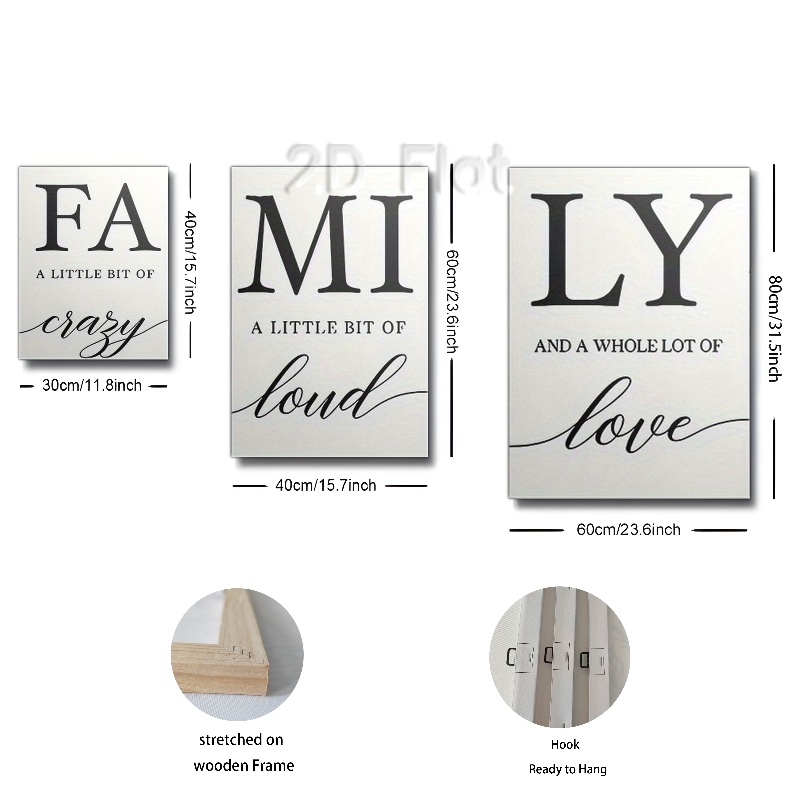 2D Flat
FA
A LITTLE BIT OF
crazy
40cm/15.7inch
30cm/11.8inch
MI
A LITTLE BIT OF
loud
60cm/23.6inch
40cm/15.7inch
LY
AND A WHOLE LOT OF
love
80cm/31.5inch
60cm/23.6inch
stretched on
wooden Frame
Hook
Ready to Hang